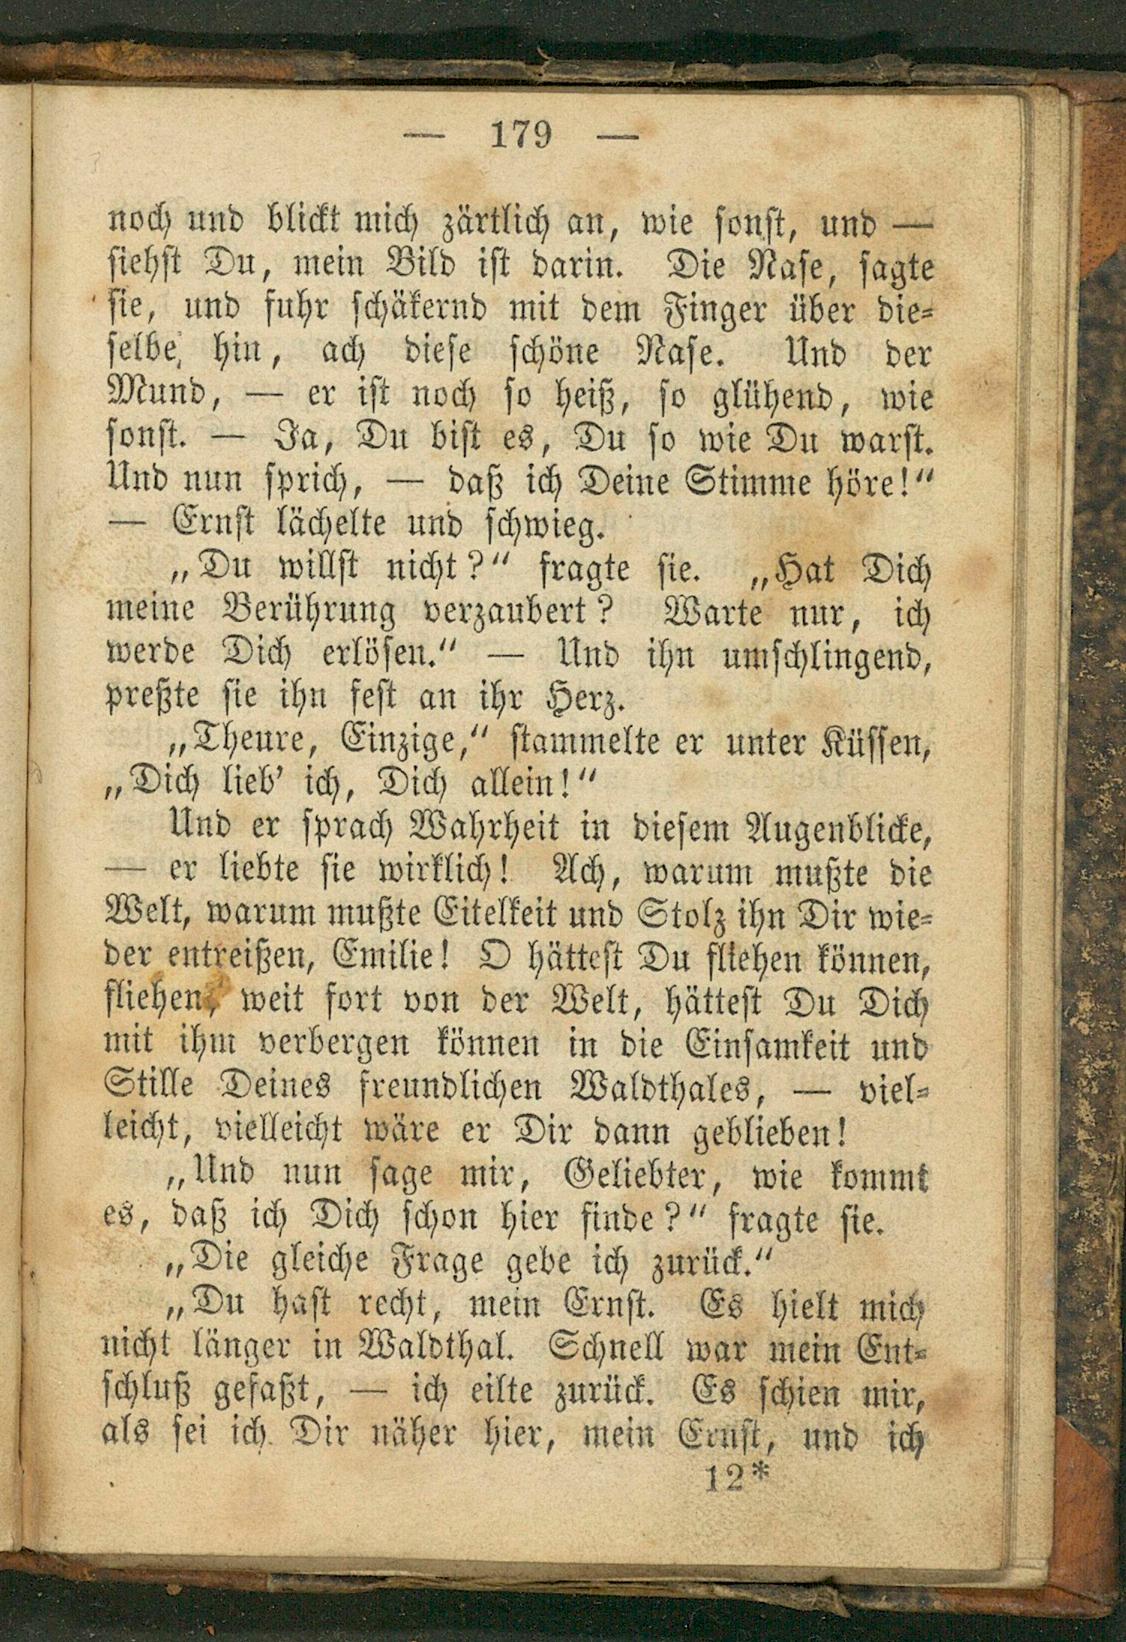 — 179 —
noch und blickt mich zärtlich an, wie sonst, und —
siehst Du, mein Bild ist darin. Die Nase, sagte
sie, und fuhr schäkernd mit dem Finger über die-
selbe hin, ach diese schöne Nase. Und der
Mund, — er ist noch so heiß, so glühend, wie
sonst. — Ja, Du bist es, Du so wie Du warst.
Und nun sprich, — daß ich Deine Stimme höre!“
— Ernst lächelte und schwieg.
„Du willst nicht?“ fragte sie. „Hat Dich
meine Berührung verzaubert? Warte nur, ich
werde Dich erlösen.“ — Und ihn umschlingend,
preßte sie ihn fest an ihr Herz.
„Theure, Einzige,“ stammelte er unter Küssen,
„Dich lieb’ ich, Dich allein!“
Und er sprach Wahrheit in diesem Augenblicke,
— er liebte sie wirklich! Ach, warum mußte die
Welt, warum mußte Eitelkeit und Stolz ihn Dir wie-
der entreißen, Emilie! O hättest Du fliehen können,
fliehen, weit fort von der Welt, hättest Du Dich
mit ihm verbergen können in die Einsamkeit und
Stille Deines freundlichen Waldthales, — viel-
leicht, vielleicht wäre er Dir dann geblieben!
„Und nun sage mir, Geliebter, wie kommt
es, daß ich Dich schon hier finde?“ fragte sie.
„Die gleiche Frage gebe ich zurück.“
„Du hast recht, mein Ernst. Es hielt mich
nicht länger in Waldthal. Schnell war mein Ent-
schluß gefaßt, — ich eilte zurück. Es schien mir,
als sei ich Dir näher hier, mein Ernst, und ich
12*